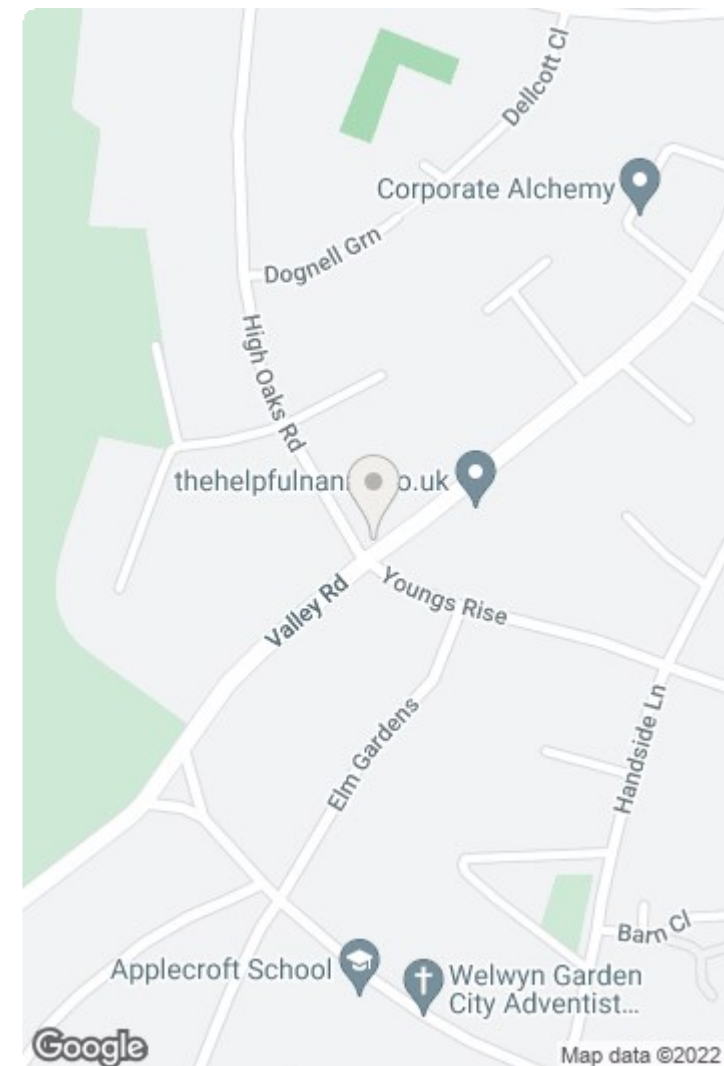 Dellcott Cl
Corporate Alchemy
Dognell Grn
High Oaks Rd
thehelpfulnan o.uk
Valley Rd
Youngs Rise
Elm Gardens
Handside Ln
Barn Cl
Applecroft School
Welwyn Garden
City Adventist...
Google
Map data ©2022